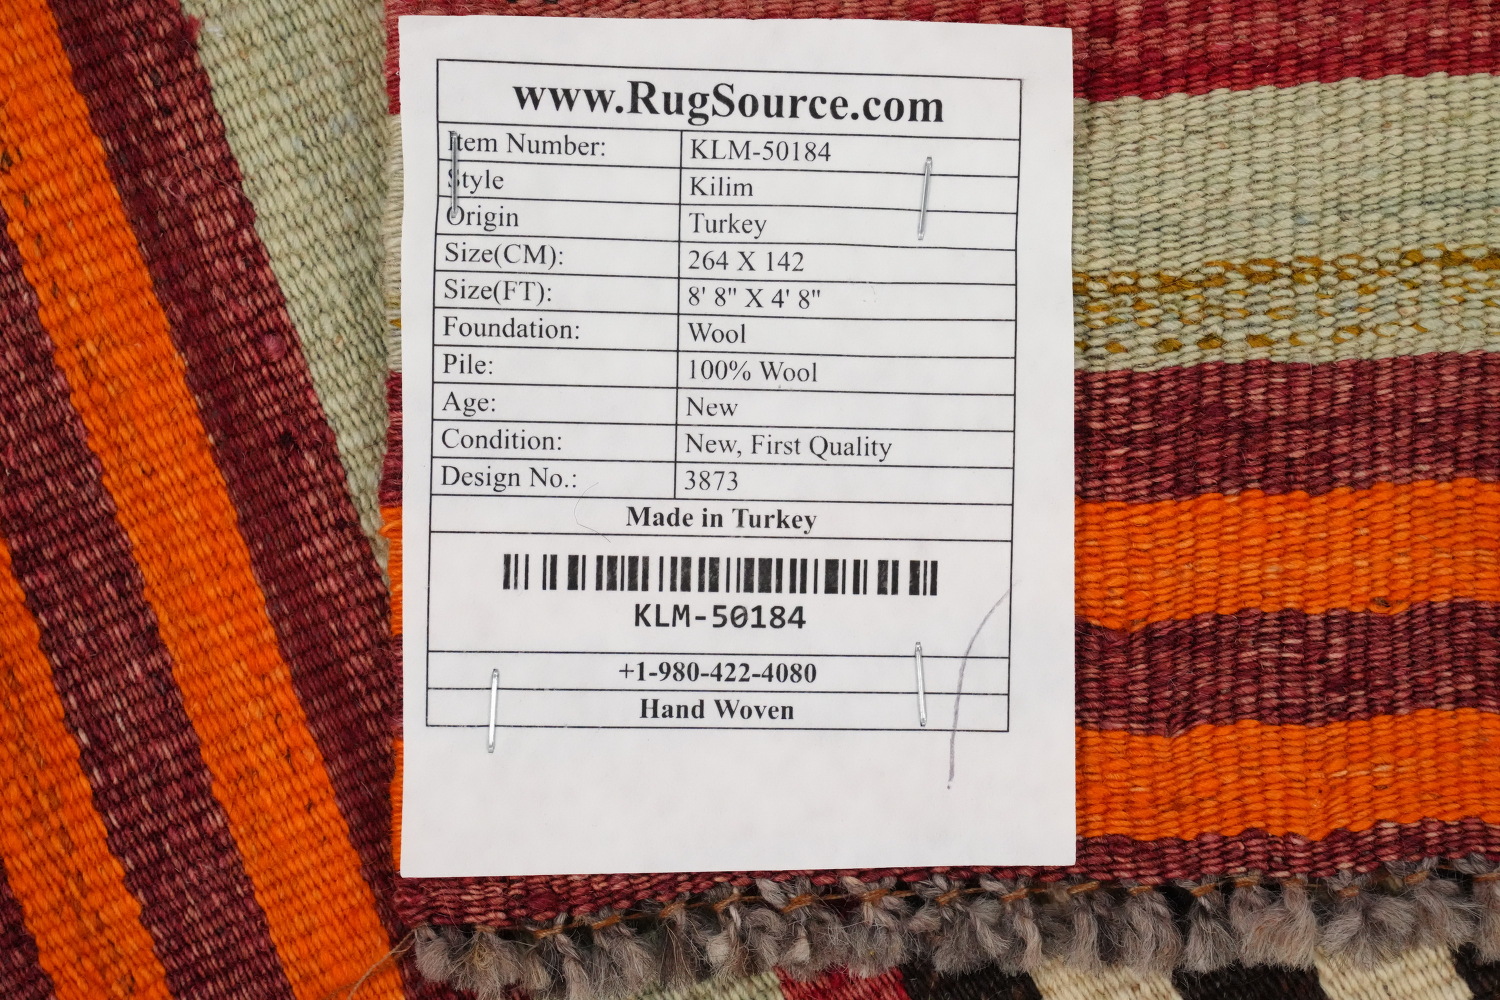 www.RugSource.com
Item Number: KLM-50184
Style Kilim
Origin Turkey
Size(CM): 264 X 142
Size(FT): 8' 8" X 4' 8"
Foundation: Wool
Pile: 100% Wool
Age: New
Condition: New, First Quality
Design No.: 3873
Made in Turkey
KLM-50184
+1-980-422-4080
Hand Woven